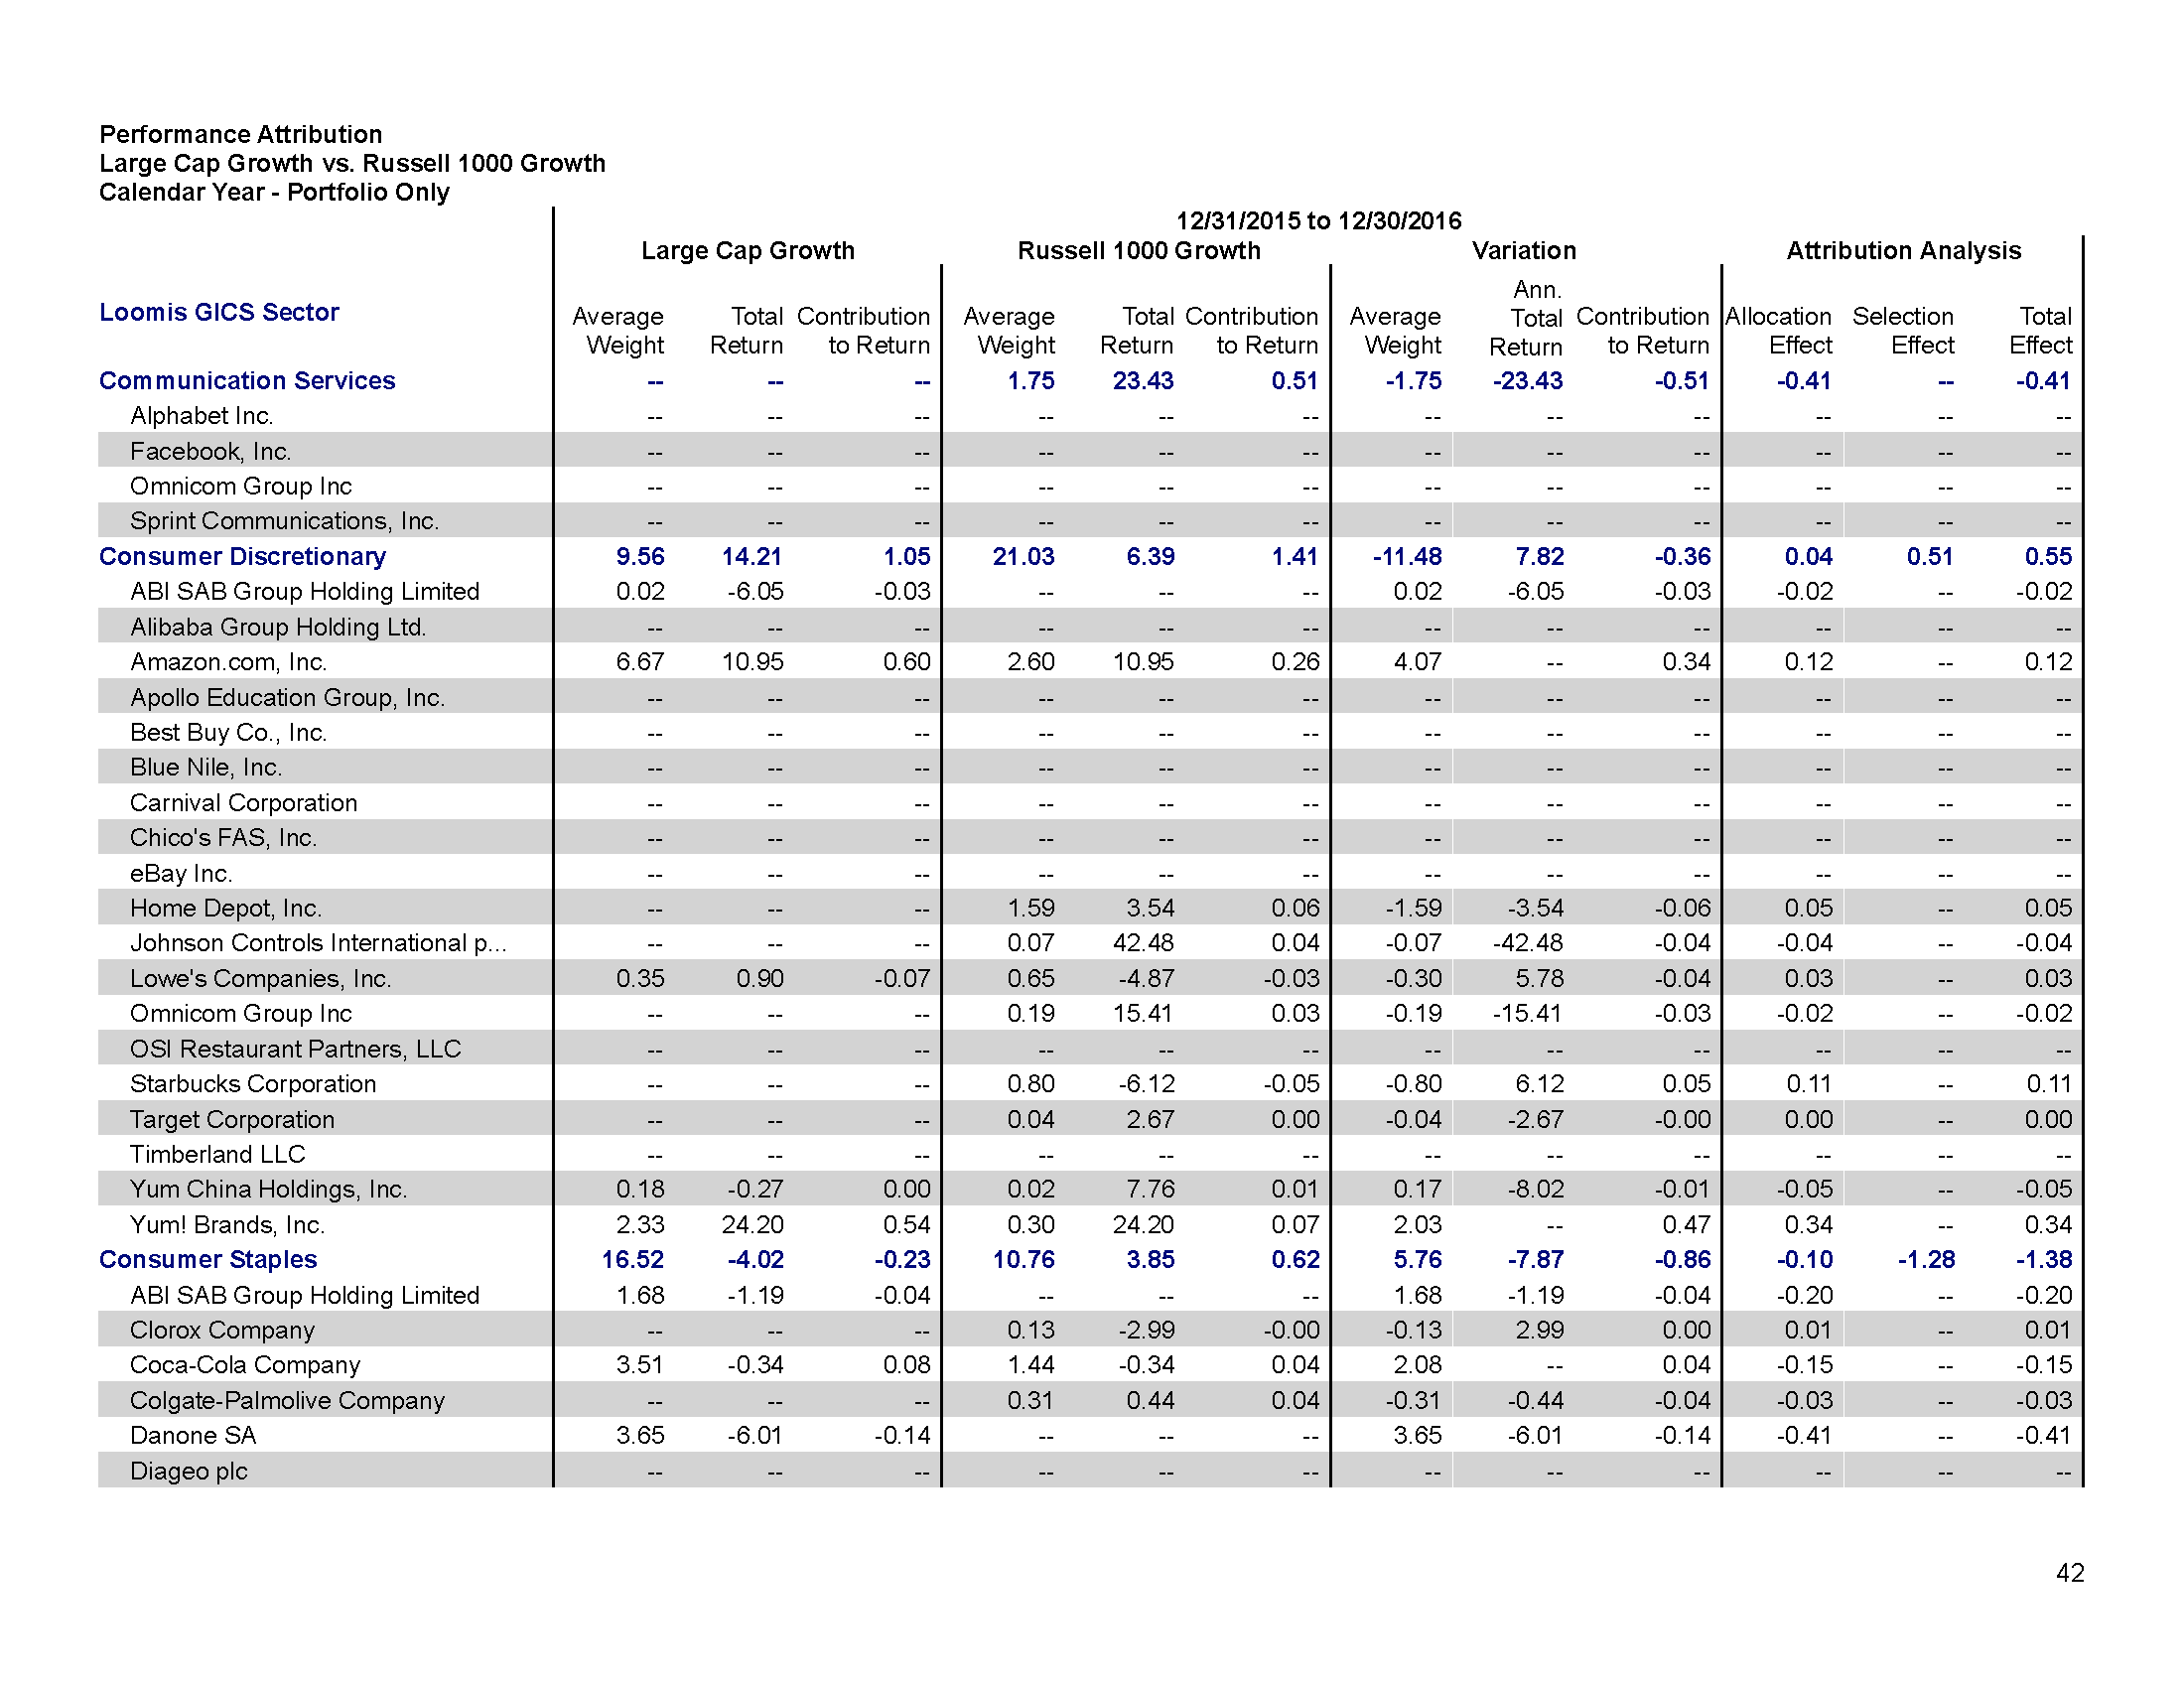 Performance Attribution
Large Cap Growth vs. Russell 1000 Growth
Calendar Year - Portfolio Only
12/31/2015 to 12/30/2016
Large Cap Growth Russell 1000 Growth Variation Attribution Analysis
Loomis GICS Sector Average Weight Total Return Contribution to Return Average Weight Total Return Contribution to Return Average Weight Ann. Total Return Contribution to Return Allocation Effect Selection Effect Total Effect
Communication Services -- -- -- 1.75 23.43 0.51 -1.75 -23.43 -0.51 -0.41 -- -0.41
Alphabet Inc. -- -- -- -- -- -- -- -- -- -- -- --
Facebook, Inc. -- -- -- -- -- -- -- -- -- -- -- --
Omnicom Group Inc -- -- -- -- -- -- -- -- -- -- -- --
Sprint Communications, Inc. -- -- -- -- -- -- -- -- -- -- -- --
Consumer Discretionary 9.56 14.21 1.05 21.03 6.39 1.41 -11.48 7.82 -0.36 0.04 0.51 0.55
ABI SAB Group Holding Limited 0.02 -6.05 -0.03 -- -- -- 0.02 -6.05 -0.03 -0.02 -- -0.02
Alibaba Group Holding Ltd. -- -- -- -- -- -- -- -- -- -- -- --
Amazon.com, Inc. 6.67 10.95 0.60 2.60 10.95 0.26 4.07 -- 0.34 0.12 -- 0.12
Apollo Education Group, Inc. -- -- -- -- -- -- -- -- -- -- -- --
Best Buy Co., Inc. -- -- -- -- -- -- -- -- -- -- -- --
Blue Nile, Inc. -- -- -- -- -- -- -- -- -- -- -- --
Carnival Corporation -- -- -- -- -- -- -- -- -- -- -- --
Chico's FAS, Inc. -- -- -- -- -- -- -- -- -- -- -- --
eBay Inc. -- -- -- -- -- -- -- -- -- -- -- --
Home Depot, Inc. -- -- -- 1.59 3.54 0.06 -1.59 -3.54 -0.06 0.05 -- 0.05
Johnson Controls International p... -- -- -- 0.07 42.48 0.04 -0.07 -42.48 -0.04 -0.04 -- -0.04
Lowe's Companies, Inc. 0.35 0.90 -0.07 0.65 -4.87 -0.03 -0.30 5.78 -0.04 0.03 -- 0.03
Omnicom Group Inc -- -- -- 0.19 15.41 0.03 -0.19 -15.41 -0.03 -0.02 -- -0.02
OSI Restaurant Partners, LLC -- -- -- -- -- -- -- -- -- -- -- --
Starbucks Corporation -- -- -- 0.80 -6.12 -0.05 -0.80 6.12 0.05 0.11 -- 0.11
Target Corporation -- -- -- 0.04 2.67 0.00 -0.04 -2.67 -0.00 0.00 -- 0.00
Timberland LLC -- -- -- -- -- -- -- -- -- -- -- --
Yum China Holdings, Inc. 0.18 -0.27 0.00 0.02 7.76 0.01 0.17 -8.02 -0.01 -0.05 -- -0.05
Yum! Brands, Inc. 2.33 24.20 0.54 0.30 24.20 0.07 2.03 -- 0.47 0.34 -- 0.34
Consumer Staples 16.52 -4.02 -0.23 10.76 3.85 0.62 5.76 -7.87 -0.86 -0.10 -1.28 -1.38
ABI SAB Group Holding Limited 1.68 -1.19 -0.04 -- -- -- 1.68 -1.19 -0.04 -0.20 -- -0.20
Clorox Company -- -- -- 0.13 -2.99 -0.00 -0.13 2.99 0.00 0.01 -- 0.01
Coca-Cola Company 3.51 -0.34 0.08 1.44 -0.34 0.04 2.08 -- 0.04 -0.15 -- -0.15
Colgate-Palmolive Company -- -- -- 0.31 0.44 0.04 -0.31 -0.44 -0.04 -0.03 -- -0.03
Danone SA 3.65 -6.01 -0.14 -- -- -- 3.65 -6.01 -0.14 -0.41 -- -0.41
Diageo plc -- -- -- -- -- -- -- -- -- -- -- --
42